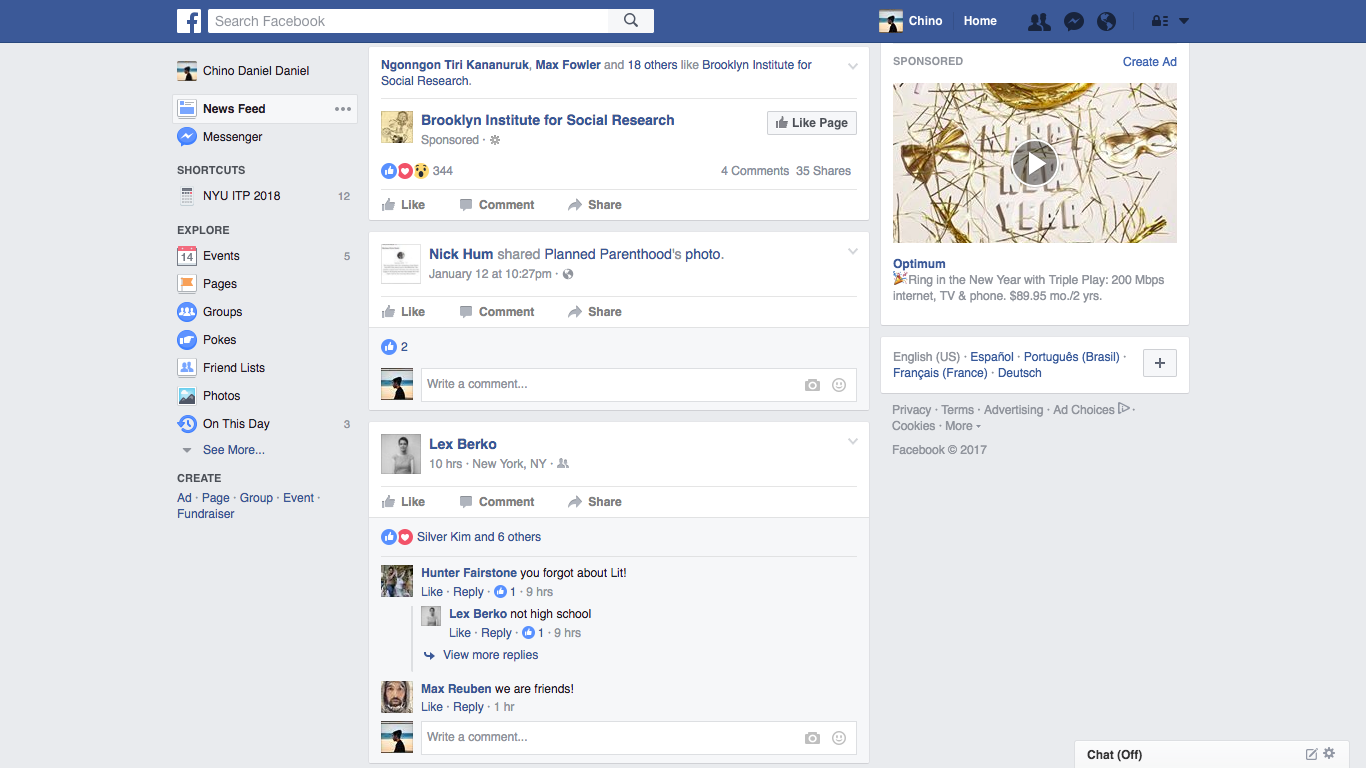 Search Facebook
Chino
Home
Chino Daniel Daniel
News Feed
Messenger
SHORTCUTS
NYU ITP 2018 12
EXPLORE
14 Events 5
Pages
Groups
Pokes
Friend Lists
Photos
On This Day 3
See More...
CREATE
Ad · Page · Group · Event ·
Fundraiser
Ngonngon Tiri Kananuruk, Max Fowler and 18 others like Brooklyn Institute for
Social Research.
Brooklyn Institute for Social Research
Sponsored ·
Like Page
344
4 Comments 35 Shares
Like Comment Share
Nick Hum shared Planned Parenthood's photo.
January 12 at 10:27pm ·
Like Comment Share
2
Write a comment...
Lex Berko
10 hrs · New York, NY ·
Like Comment Share
Silver Kim and 6 others
Hunter Fairstone you forgot about Lit!
Like · Reply · 1 · 9 hrs
Lex Berko not high school
Like · Reply · 1 · 9 hrs
View more replies
Max Reuben we are friends!
Like · Reply · 1 hr
Write a comment...
SPONSORED
Create Ad
HAPPY
NEW
YEAR
Optimum
Ring in the New Year with Triple Play: 200 Mbps
internet, TV & phone. $89.95 mo./2 yrs.
English (US) · Español · Português (Brasil) ·
Français (France) · Deutsch
+
Privacy · Terms · Advertising · Ad Choices ·
Cookies · More
Facebook © 2017
Chat (Off)